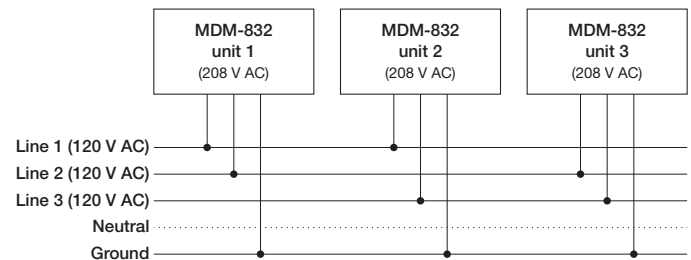 MDM-832
unit 1
(208 V AC)
MDM-832
unit 2
(208 V AC)
MDM-832
unit 3
(208 V AC)
Line 1 (120 V AC)
Line 2 (120 V AC)
Line 3 (120 V AC)
Neutral
Ground